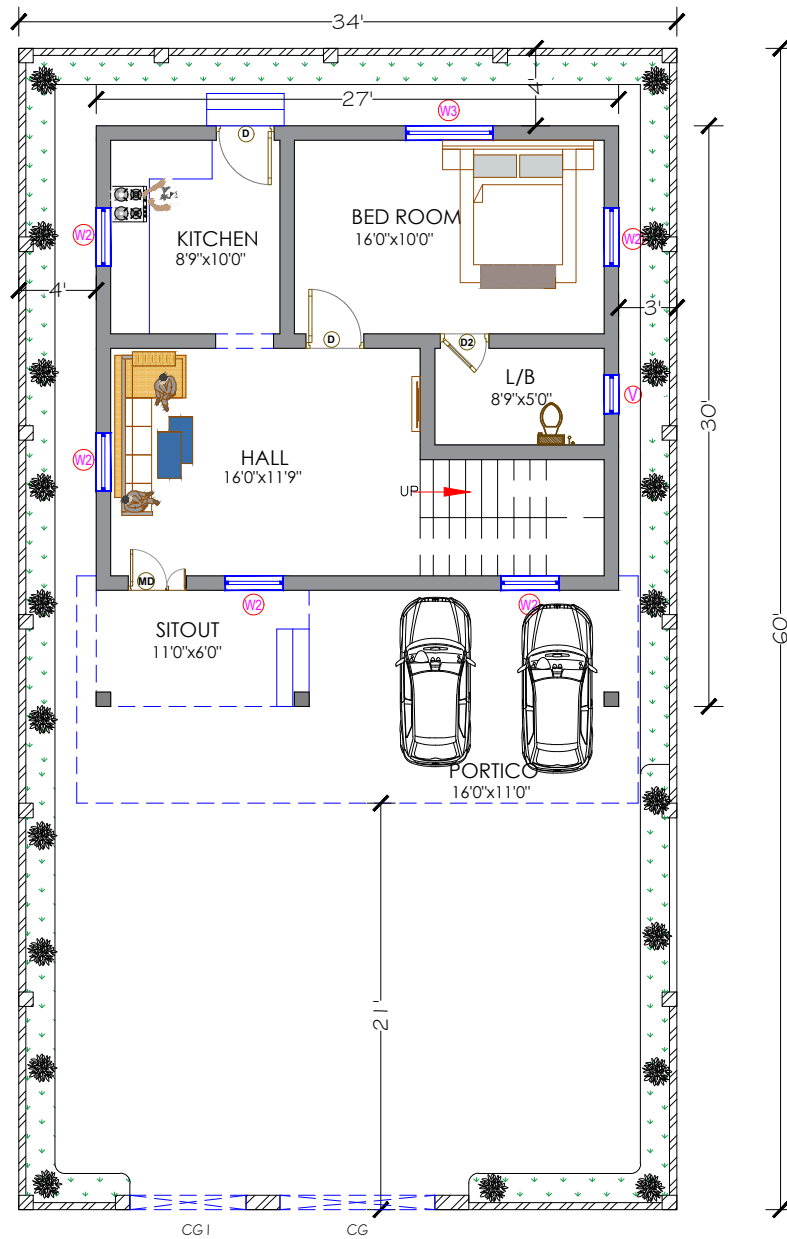 34'
4'
27'
W3
D
BED ROOM
16'0"x10'0"
KITCHEN
8'9"x10'0"
W2
W2
4'
3'
D
D2
L/B
8'9"x5'0"
V
30'
HALL
16'0"x11'9"
W2
UP
MD
W2
W2
SITOUT
11'0"x6'0"
60'
PORTICO
16'0"x11'0"
21'
CG1
CG